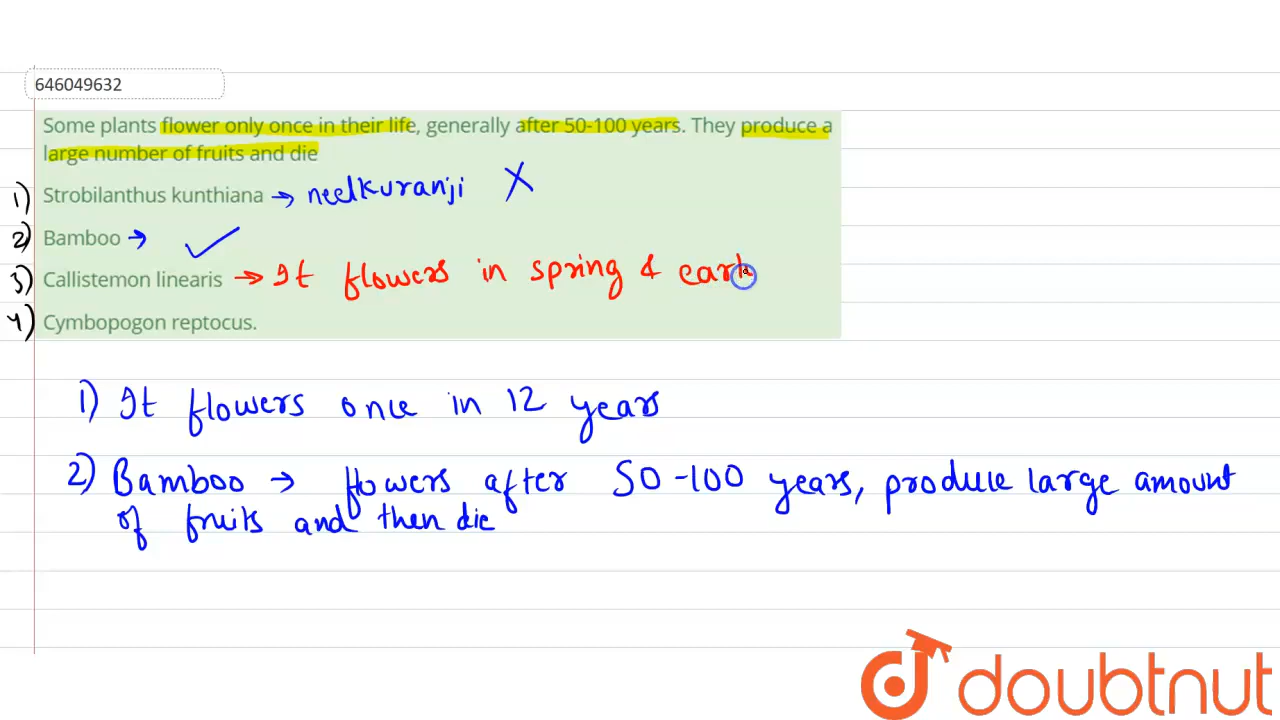 646049632
Some plants flower only once in their life, generally after 50-100 years. They produce a
large number of fruits and die
1) Strobilanthus kunthiana → neelkuranji X
2) Bamboo → ✓
3) Callistemon linearis → It flowers in spring &
4) Cymbopogon reptocus.
1) It flowers once in 12 years
2) Bamboo → flowers after 50-100 years, produce large amount
of fruits and then die
doubtnut